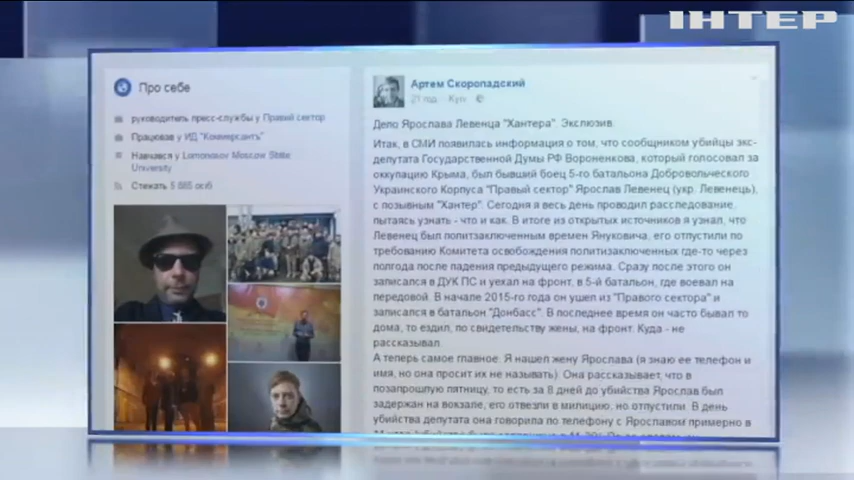 ІНТЕР
Про себе
руководитель пресс-службы у Правий сектор
Працював у ИД "Коммерсантъ"
Навчався у Lomonosov Moscow State
University
Стежать 5 885 осіб
Артем Скоропадский
21 год. · Кyiv ·
Дело Ярослава Левенца "Хантера". Эксклюзив.
Итак, в СМИ появилась информация о том, что сообщником убийцы экс-
депутата Государственной Думы РФ Вороненкова, который голосовал за
оккупацию Крыма, был бывший боец 5-го батальона Добровольческого
Украинского Корпуса "Правый сектор" Ярослав Левенец (укр. Левенець),
с позывным "Хантер". Сегодня я весь день проводил расследование,
пытаясь узнать - что и как. В итоге из открытых источников я узнал, что
Левенец был политзаключенным времен Януковича, его отпустили по
требованию Комитета освобождения политизаключенных где-то через
полгода после падения предыдущего режима. Сразу после этого он
записался в ДУК ПС и уехал на фронт, в 5-й батальон, где воевал на
передовой. В начале 2015-го года он ушел из "Правого сектора" и
записался в батальон "Донбасс". В последнее время он часто бывал то
дома, то ездил, по свидетельству жены, на фронт. Куда - не
рассказывал.
А теперь самое главное. Я нашел жену Ярослава (я знаю ее телефон и
имя, но она просит их не называть). Она рассказывает, что в
позапрошлую пятницу, то есть за 8 дней до убийства Ярослав был
задержан на вокзале, его отвезли в милицию, но отпустили. В день
убийства депутата она говорила по телефону с Ярославом примерно в